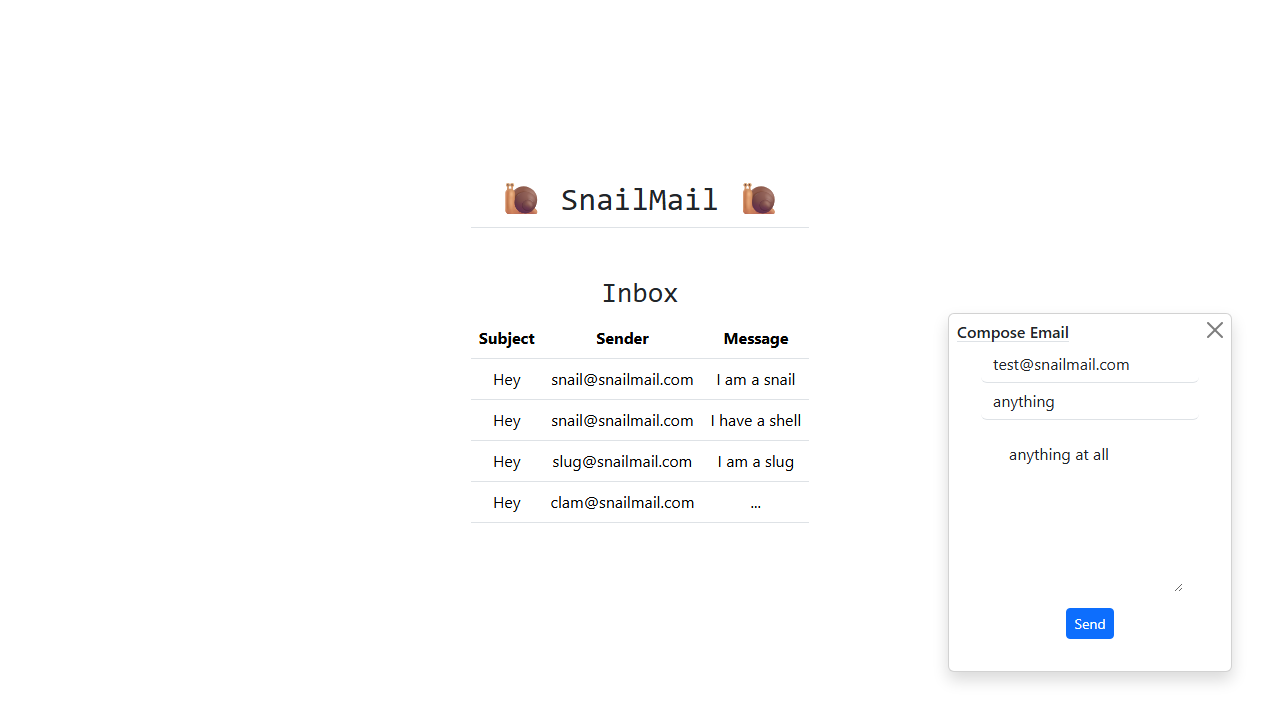 🐌 SnailMail 🐌
Inbox
Subject Sender Message
Hey snail@snailmail.com I am a snail
Hey snail@snailmail.com I have a shell
Hey slug@snailmail.com I am a slug
Hey clam@snailmail.com ...
Compose Email
test@snailmail.com
anything
anything at all
Send